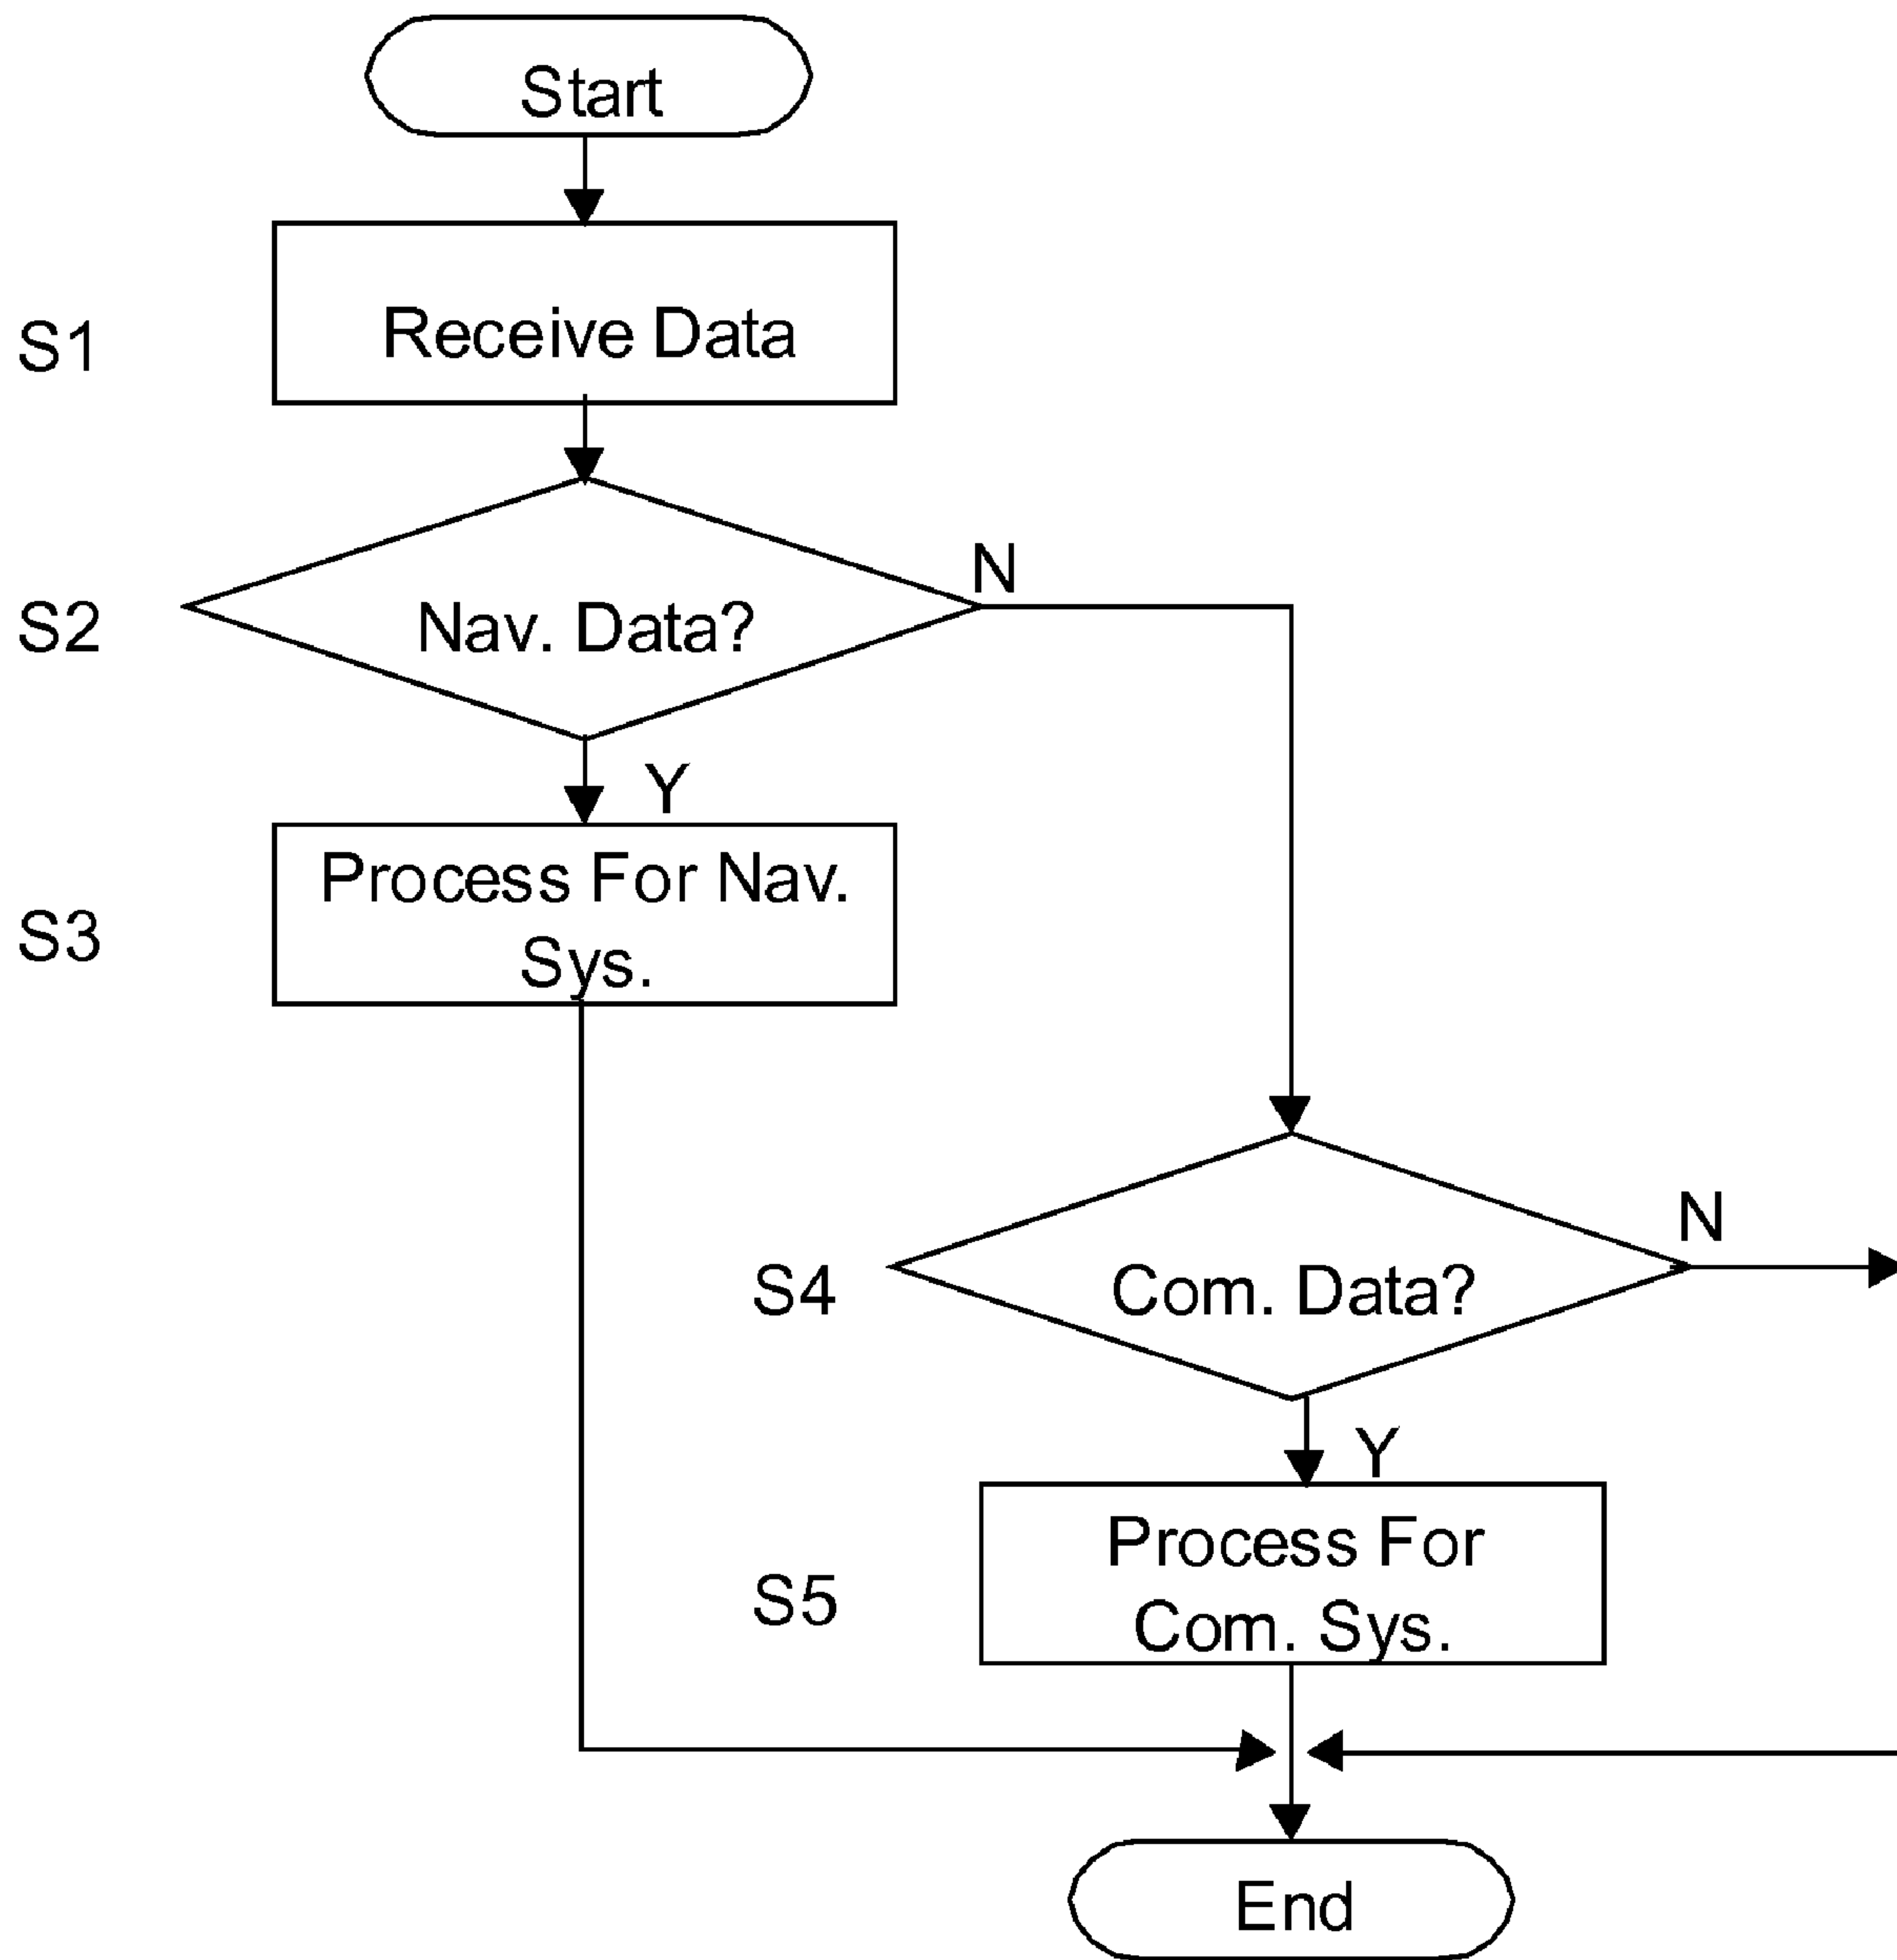 Start
S1
Receive Data
S2
Nav. Data?
N
Y
S3
Process For Nav.
Sys.
S4
Com. Data?
N
Y
S5
Process For
Com. Sys.
End